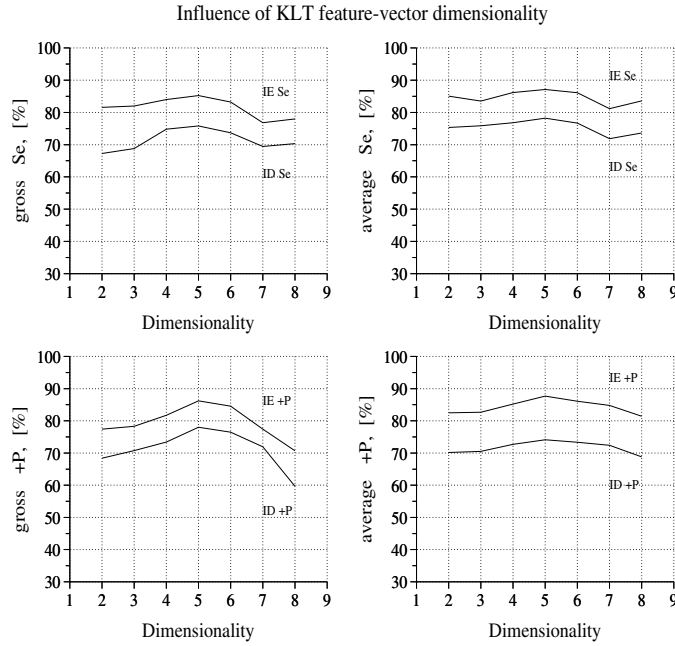 Influence of KLT feature-vector dimensionality
gross Se, [%]
100
90
80
70
60
50
40
30
IE Se
ID Se
1 2 3 4 5 6 7 8 9
Dimensionality
average Se, [%]
100
90
80
70
60
50
40
30
IE Se
ID Se
1 2 3 4 5 6 7 8 9
Dimensionality
gross +P, [%]
100
90
80
70
60
50
40
30
IE +P
ID +P
1 2 3 4 5 6 7 8 9
Dimensionality
average +P, [%]
100
90
80
70
60
50
40
30
IE +P
ID +P
1 2 3 4 5 6 7 8 9
Dimensionality